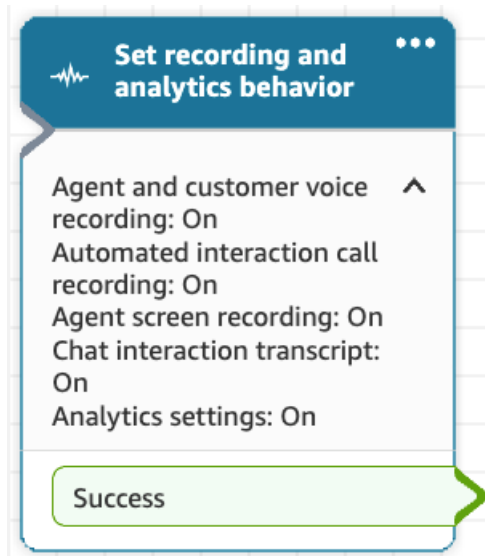 Set recording and
analytics behavior
Agent and customer voice
recording: On
Automated interaction call
recording: On
Agent screen recording: On
Chat interaction transcript:
On
Analytics settings: On
Success